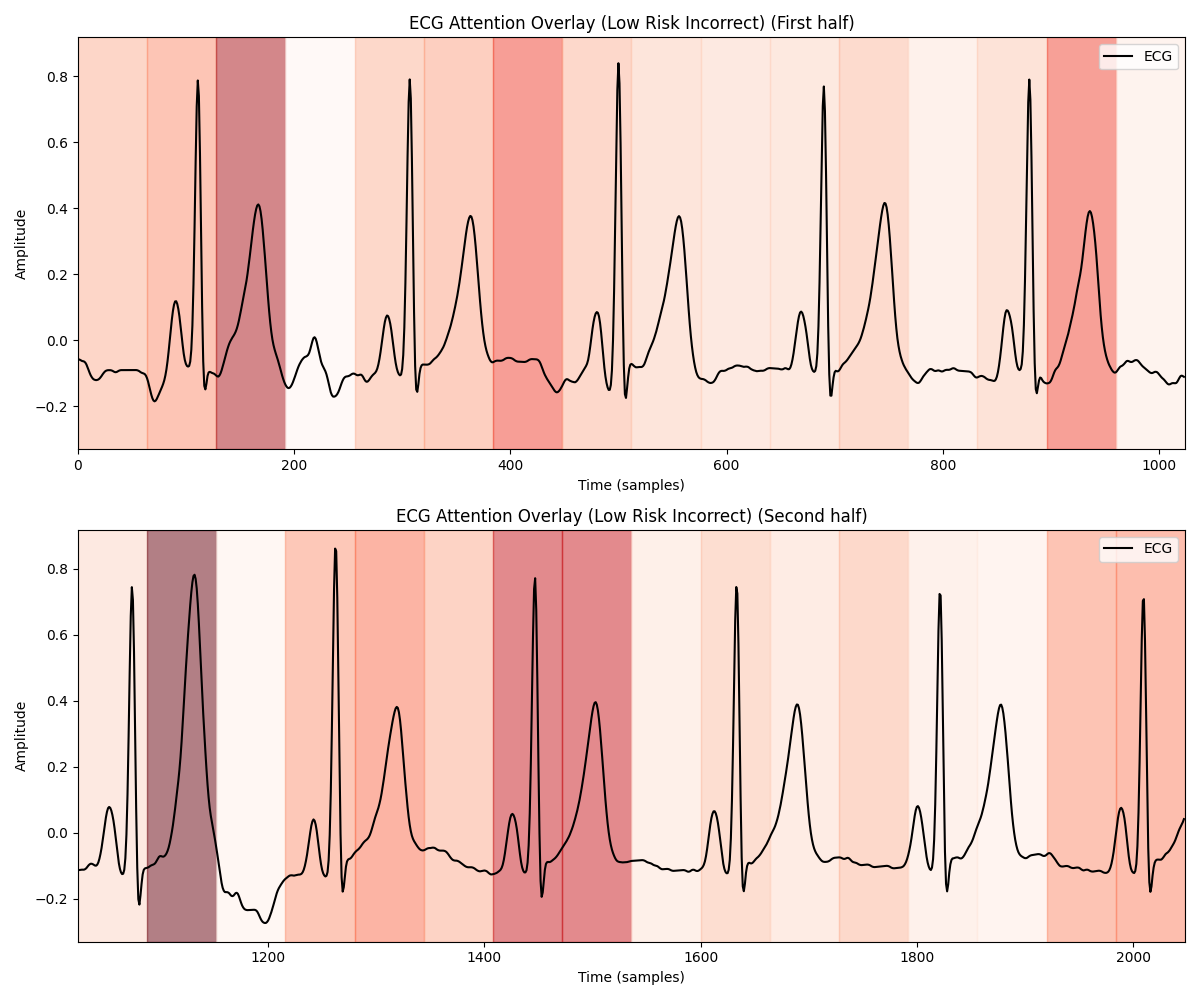 ECG Attention Overlay (Low Risk Incorrect) (First half)
ECG
Amplitude
0.8
0.6
0.4
0.2
0.0
−0.2
0 200 400 600 800 1000
Time (samples)
ECG Attention Overlay (Low Risk Incorrect) (Second half)
ECG
Amplitude
0.8
0.6
0.4
0.2
0.0
−0.2
1200 1400 1600 1800 2000
Time (samples)